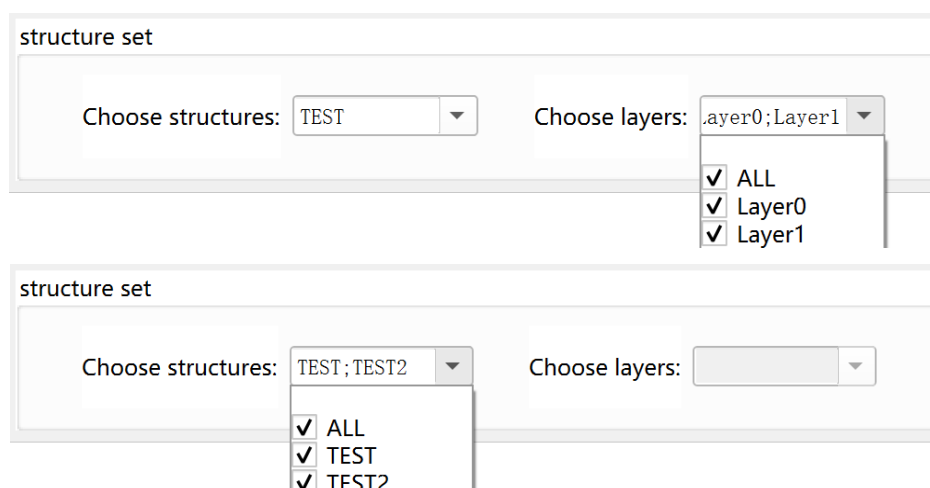 structure set
Choose structures: TEST Choose layers: ayer0;Layer1
ALL
Layer0
Layer1
structure set
Choose structures: TEST;TEST2 Choose layers:
ALL
TEST
TEST2